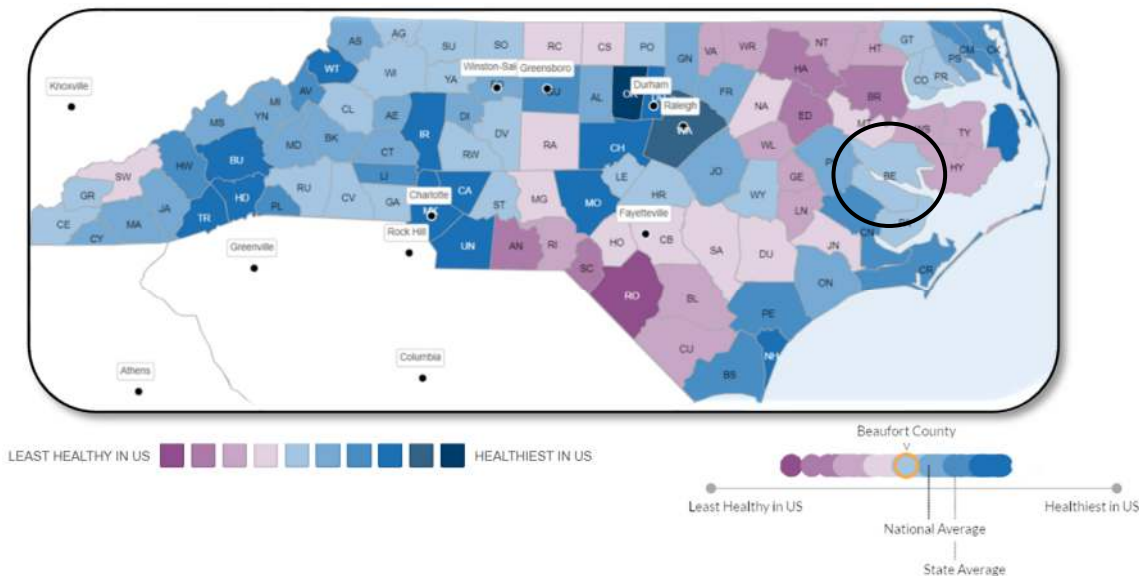 AS AG SU SO RC CS PO GN VA WR NT HT GT CM CK
WT WI YA Winston-Sal Greensboro Durham HA PS
Knoxville AV CL AE DI GU AL FR NA BR CO PR
MI YN MS BK IR DV Raleigh ED MT TY
MD CT RW RA CH WL HY
SW HW BU LI CA LE JO GE BE
GR JA HD RU CV GA Charlotte ST MG MO HR WY LN
CE MA TR PL Rock Hill Fayetteville CN
CY UN AN RI HO CB SA DU JN
Greenville SC ON CR
RO BL PE
Columbia CU NH
Athens BS
LEAST HEALTHY IN US HEALTHIEST IN US
Beaufort County
Least Healthy in US Healthiest in US
National Average
State Average